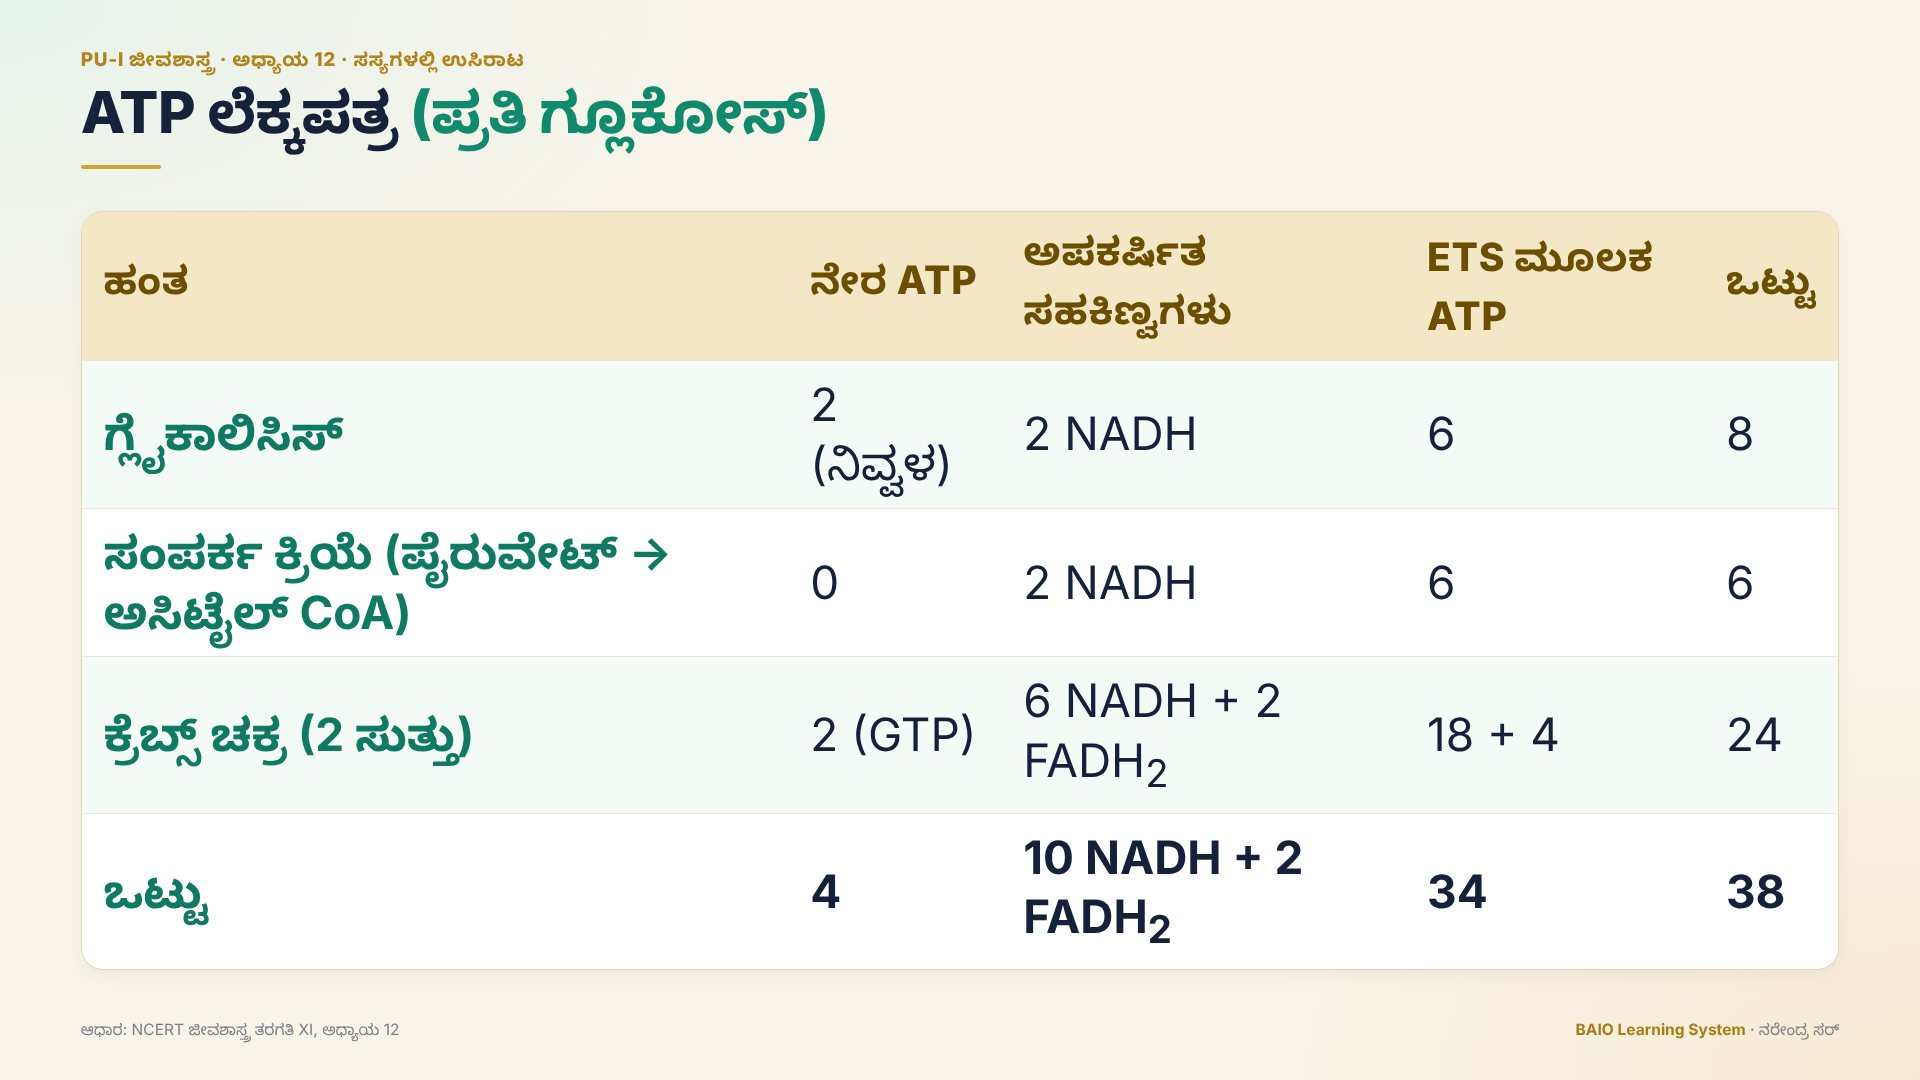 PU-I ಜೀವಶಾಸ್ತ್ರ · ಅಧ್ಯಾಯ 12 · ಸಸ್ಯಗಳಲ್ಲಿ ಉಸಿರಾಟ
ATP ಲೆಕ್ಕಪತ್ರ (ಪ್ರತಿ ಗ್ಲೂಕೋಸ್)
ಹಂತ
ನೇರ ATP
ಅಪಕರ್ಷಿತ
ಸಹಕಿಣ್ವಗಳು
ETS ಮೂಲಕ
ATP
ಒಟ್ಟು
ಗ್ಲೈಕಾಲಿಸಿಸ್
2
(ನಿವ್ವಳ)
2 NADH
6
8
ಸಂಪರ್ಕ ಕ್ರಿಯೆ (ಪೈರುವೇಟ್ →
ಅಸಿಟೈಲ್ CoA)
0
2 NADH
6
6
ಕ್ರೆಬ್ಸ್ ಚಕ್ರ (2 ಸುತ್ತು)
2 (GTP)
6 NADH + 2
FADH₂
18 + 4
24
ಒಟ್ಟು
4
10 NADH + 2
FADH₂
34
38
ಆಧಾರ: NCERT ಜೀವಶಾಸ್ತ್ರ ತರಗತಿ XI, ಅಧ್ಯಾಯ 12
BAIO Learning System · ನರೇಂದ್ರ ಸರ್